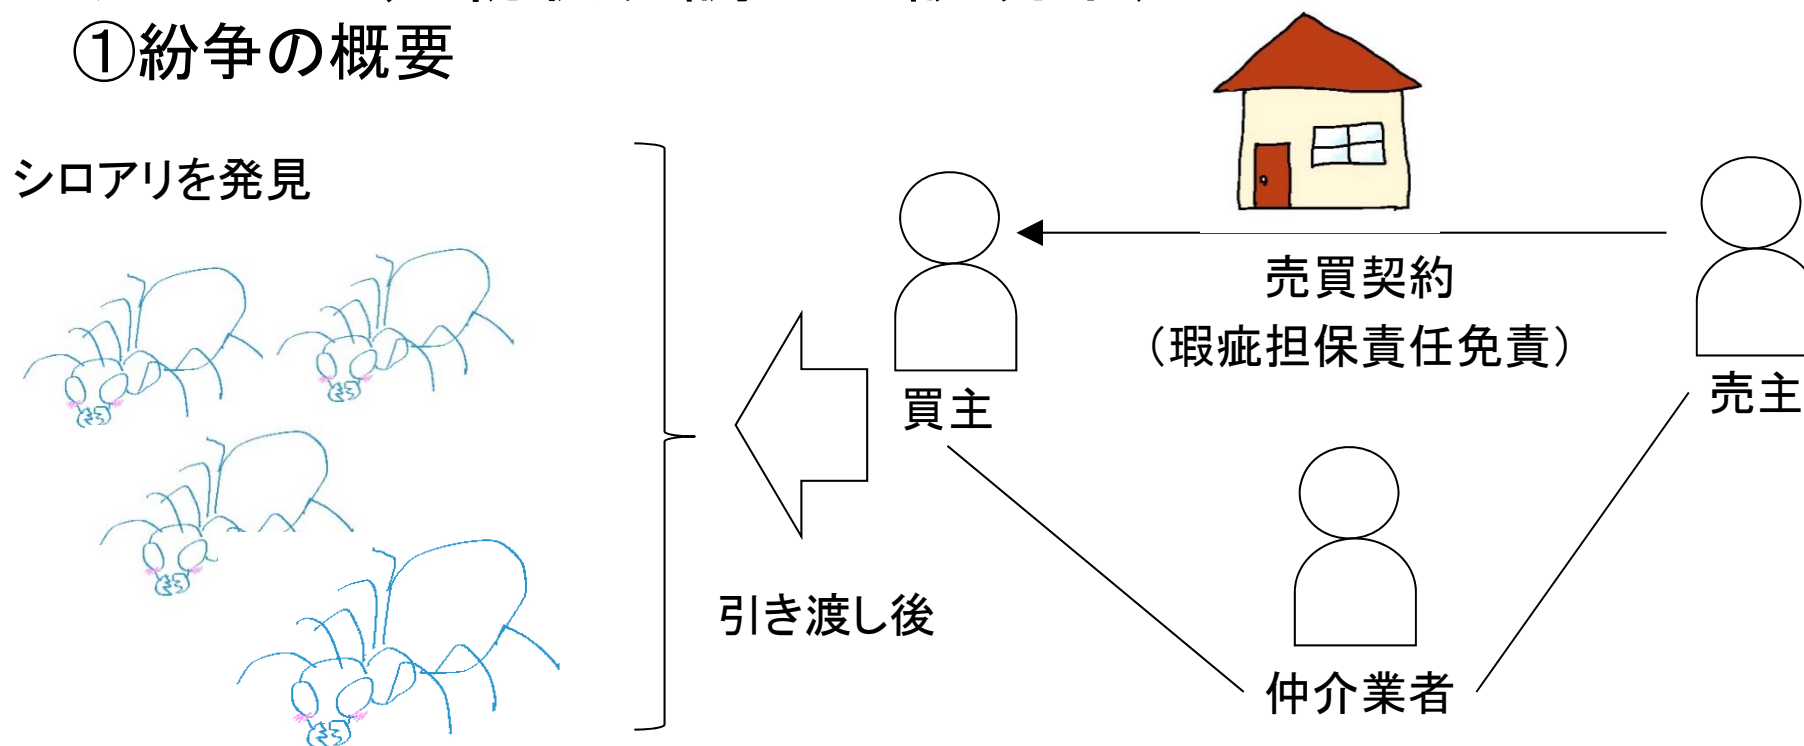 ①紛争の概要
シロアリを発見
売買契約
（瑕疵担保責任免責）
買主
売主
引き渡し後
仲介業者